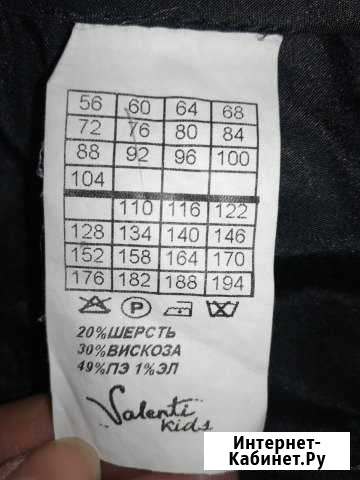 56 60 64 68
72 76 80 84
88 92 96 100
104
110 116 122
128 134 140 146
152 158 164 170
176 182 188 194
P
20%ШЕРСТЬ
30%ВИСКОЗА
49%ПЭ 1%ЭЛ
Valenti
kids
Интернет-
Кабинет.Ру